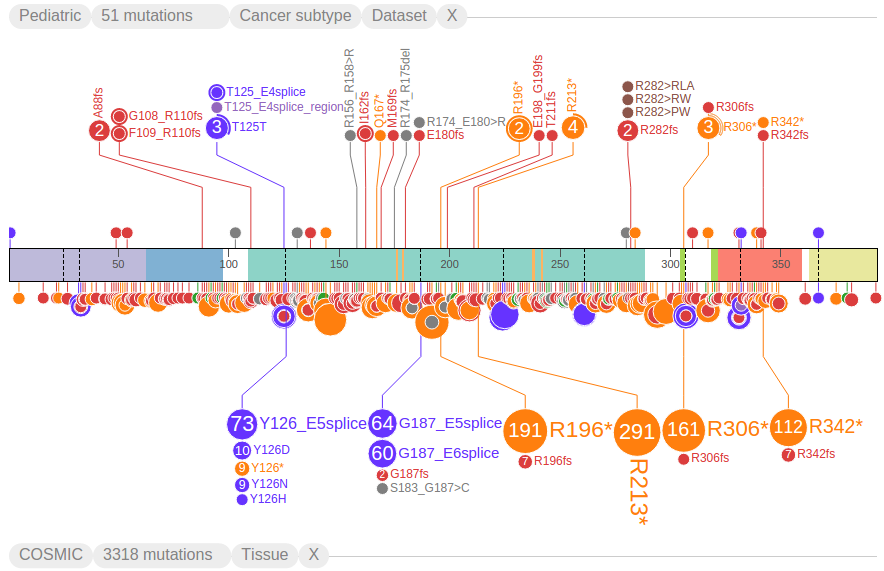 Pediatric 51 mutations Cancer subtype Dataset X
A88fs
2
G108_R110fs
F109_R110fs
T125_E4splice
T125_E4splice_region
3 T125T
R156_R158>R
I162fs
Q167*
M169fs
R174_R175del
R174_E180>R
E180fs
R196*
2
E198_G199fs
T211fs
R213*
4
R282>RLA
R282>RW
R282>PW
2 R282fs
R306fs
3 R306*
R342*
R342fs
50 100 150 200 250 300 350
73 Y126_E5splice
10 Y126D
9 Y126*
9 Y126N
Y126H
64 G187_E5splice
60 G187_E6splice
2 G187fs
S183_G187>C
191 R196*
7 R196fs
291
R213*
161 R306*
R306fs
112 R342*
7 R342fs
COSMIC 3318 mutations Tissue X